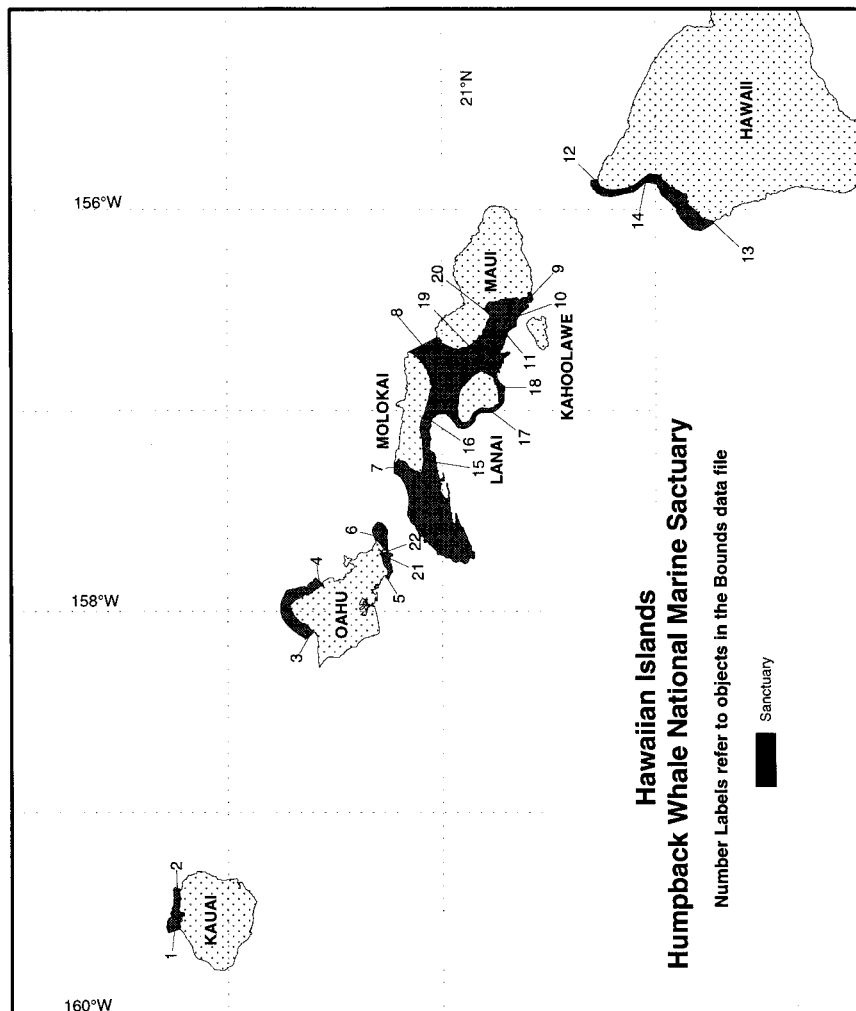 160°W
158°W
156°W
21°N
1
2
KAUAI
3
4
OAHU
5
21
22
6
7
MOLOKAI
8
15
16
LANAI
17
18
19
20
MAUI
11
10
9
KAHOOLAWE
12
14
13
HAWAII
Hawaiian Islands
Humpback Whale National Marine Sactuary
Number Labels refer to objects in the Bounds data file
Sanctuary